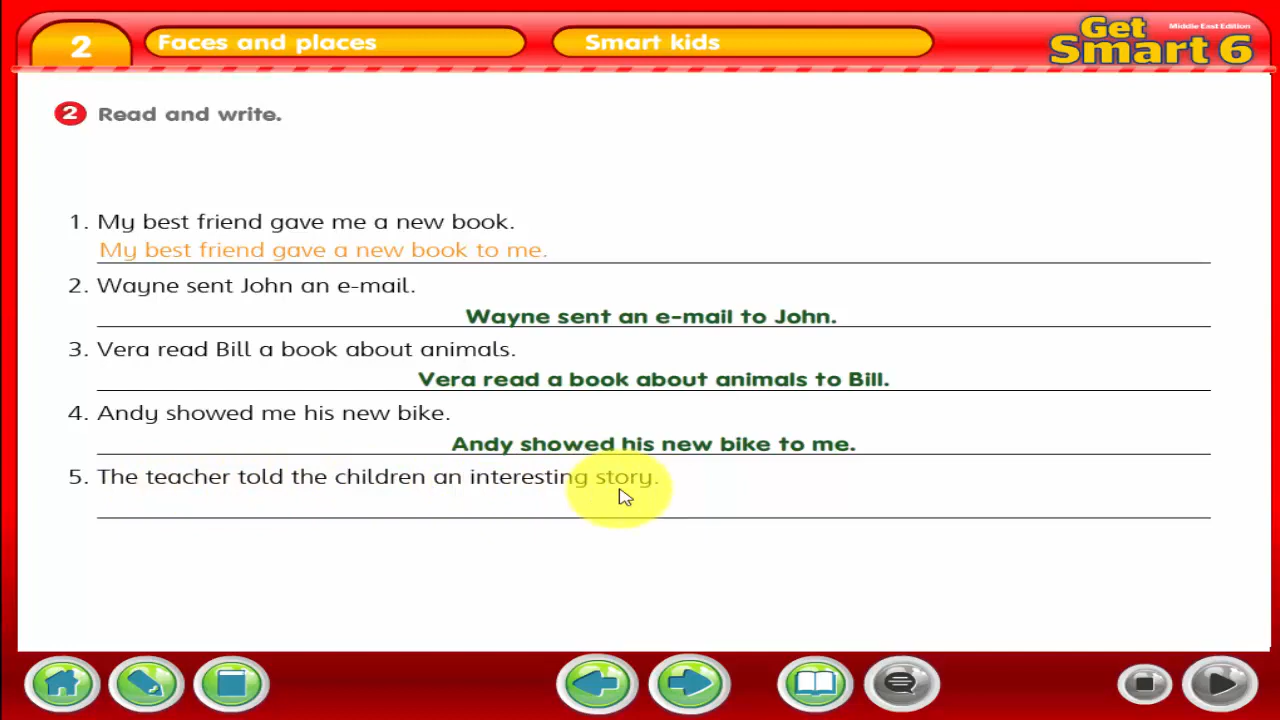 2
Faces and places
Smart kids
Get Smart 6
Middle East Edition
2 Read and write.
1. My best friend gave me a new book.
My best friend gave a new book to me.
2. Wayne sent John an e-mail.
Wayne sent an e-mail to John.
3. Vera read Bill a book about animals.
Vera read a book about animals to Bill.
4. Andy showed me his new bike.
Andy showed his new bike to me.
5. The teacher told the children an interesting story.